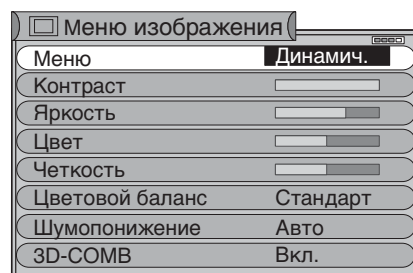 Меню изображения
Меню Динамич.
Контраст
Яркость
Цвет
Четкость
Цветовой баланс Стандарт
Шумопонижение Авто
3D-COMB Вкл.